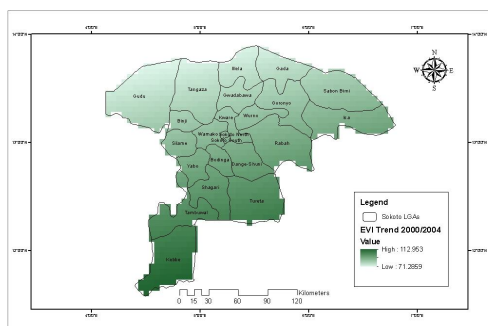 N
W E
S
Illela
Gada
Tangaza
Sabon Birni
Gudu
Gwadabawa
Goronyo
Isa
Binji
Kware
Wurno
Wamako
Sokoto North
Sokoto South
Silame
Rabah
Bodinga
Dange-Shuni
Yabo
Shagari
Tureta
Tambuwal
Kebbe
Legend
Sokoto LGAs
EVI Trend 2000/2004
Value
High : 112.953
Low : 71.2859
Kilometers
0 15 30 60 90 120